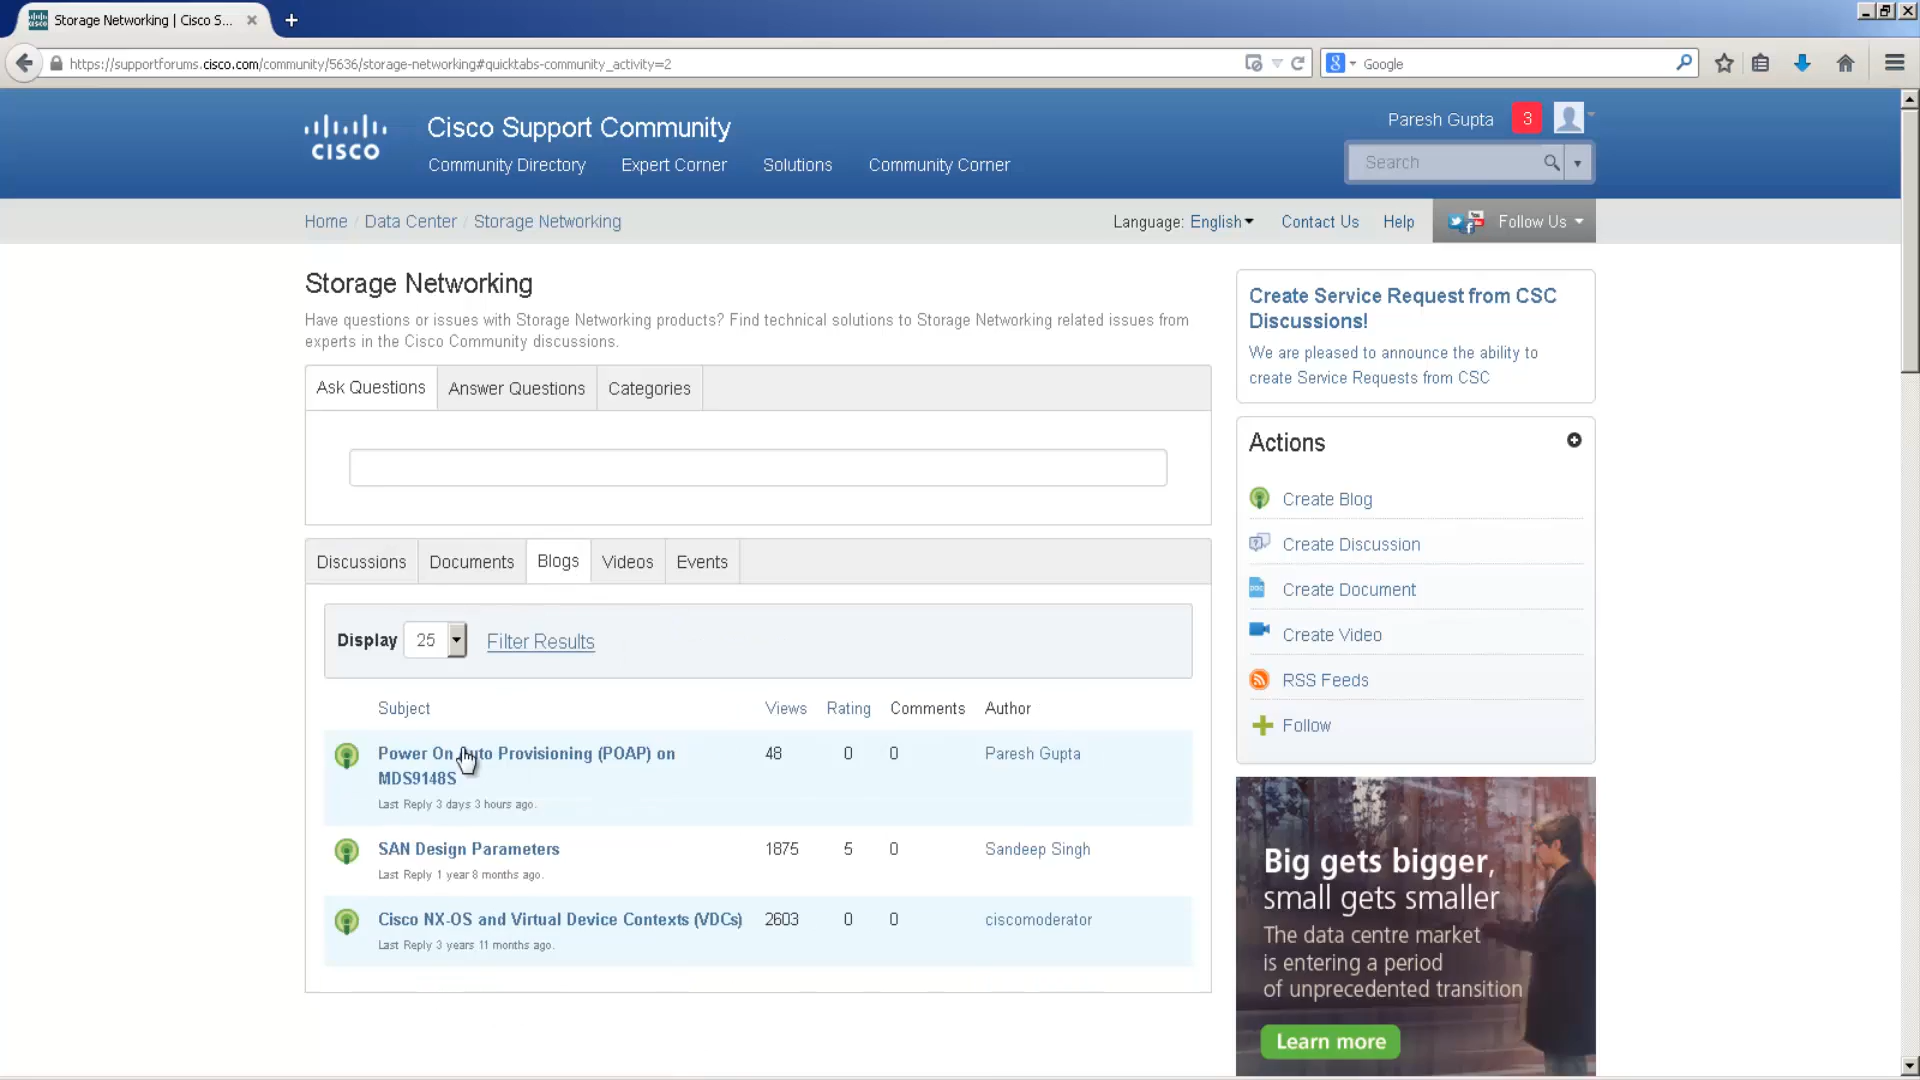 Storage Networking | Cisco S...
https://supportforums.cisco.com/community/5636/storage-networking#quicktabs-community_activity=2
Google
CISCO
Cisco Support Community
Community Directory
Expert Corner
Solutions
Community Corner
Paresh Gupta
3
Search
Home / Data Center / Storage Networking
Language: English
Contact Us
Help
Follow Us
Storage Networking
Have questions or issues with Storage Networking products? Find technical solutions to Storage Networking related issues from
experts in the Cisco Community discussions.
Ask Questions
Answer Questions
Categories
Discussions
Documents
Blogs
Videos
Events
Display 25 Filter Results
Subject Views Rating Comments Author
Power On Auto Provisioning (POAP) on
MDS9148S
48 0 0 Paresh Gupta
Last Reply 3 days 3 hours ago.
SAN Design Parameters 1875 5 0 Sandeep Singh
Last Reply 1 year 8 months ago.
Cisco NX-OS and Virtual Device Contexts (VDCs) 2603 0 0 ciscomoderator
Last Reply 3 years 11 months ago.
Create Service Request from CSC
Discussions!
We are pleased to announce the ability to
create Service Requests from CSC
Actions
Create Blog
Create Discussion
Create Document
Create Video
RSS Feeds
Follow
Big gets bigger,
small gets smaller
The data centre market
is entering a period
of unprecedented transition
Learn more